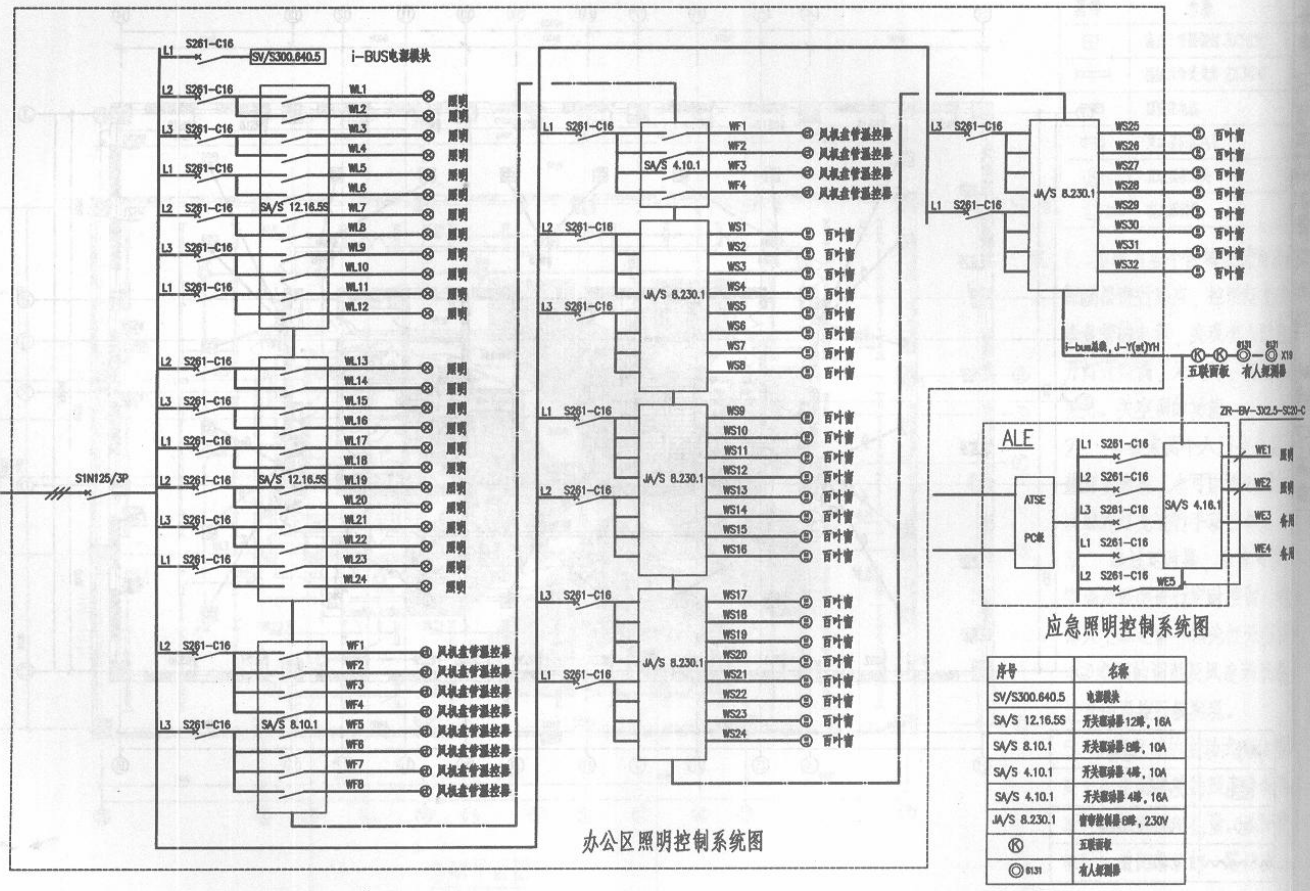 L1 S261-C16 SV/S300.640.5 i-BUS电源模块
L2 S261-C16 WL1 照明
WL2 照明
L3 S261-C16 WL3 照明
WL4 照明
L1 S261-C16 WL5 照明
WL6 照明
L2 S261-C16 SA/S 12.16.5S WL7 照明
WL8 照明
L3 S261-C16 WL9 照明
WL10 照明
L1 S261-C16 WL11 照明
WL12 照明
L2 S261-C16 WL13 照明
WL14 照明
L3 S261-C16 WL15 照明
WL16 照明
L1 S261-C16 WL17 照明
WL18 照明
S1N125/3P
L2 S261-C16 SA/S 12.16.5S WL19 照明
WL20 照明
L3 S261-C16 WL21 照明
WL22 照明
L1 S261-C16 WL23 照明
WL24 照明
L2 S261-C16 WF1 风机盘管温控器
WF2 风机盘管温控器
WF3 风机盘管温控器
WF4 风机盘管温控器
L3 S261-C16 SA/S 8.10.1 WF5 风机盘管温控器
WF6 风机盘管温控器
WF7 风机盘管温控器
WF8 风机盘管温控器
L1 S261-C16 WF1 风机盘管温控器
WF2 风机盘管温控器
SA/S 4.10.1 WF3 风机盘管温控器
WF4 风机盘管温控器
L2 S261-C16 WS1 百叶窗
WS2 百叶窗
WS3 百叶窗
JA/S 8.230.1 WS4 百叶窗
L3 S261-C16 WS5 百叶窗
WS6 百叶窗
WS7 百叶窗
WS8 百叶窗
L1 S261-C16 WS9 百叶窗
WS10 百叶窗
WS11 百叶窗
JA/S 8.230.1 WS12 百叶窗
L2 S261-C16 WS13 百叶窗
WS14 百叶窗
WS15 百叶窗
WS16 百叶窗
L3 S261-C16 WS17 百叶窗
WS18 百叶窗
WS19 百叶窗
JA/S 8.230.1 WS20 百叶窗
L1 S261-C16 WS21 百叶窗
WS22 百叶窗
WS23 百叶窗
WS24 百叶窗
办公区照明控制系统图
L3 S261-C16 WS25 百叶窗
WS26 百叶窗
WS27 百叶窗
JA/S 8.230.1 WS28 百叶窗
L1 S261-C16 WS29 百叶窗
WS30 百叶窗
WS31 百叶窗
WS32 百叶窗
i-bus总线, J-Y(st)YH
6131 6131 X18
五联面板 有人探测器
ZR-BV-3X2.5-SC20-C
ALE
L1 S261-C16 WE1 照明
L2 S261-C16 WE2 照明
ATSE
PC级
L3 S261-C16 SA/S 4.16.1 WE3 备用
L1 S261-C16 WE4 备用
L2 S261-C16 WE5
应急照明控制系统图
序号 名称
SV/S300.640.5 电源模块
SA/S 12.16.5S 开关驱动器12路, 16A
SA/S 8.10.1 开关驱动器8路, 10A
SA/S 4.10.1 开关驱动器4路, 10A
SA/S 4.10.1 开关驱动器4路, 16A
JA/S 8.230.1 窗帘控制器8路, 230V
K 五联面板
6131 有人探测器